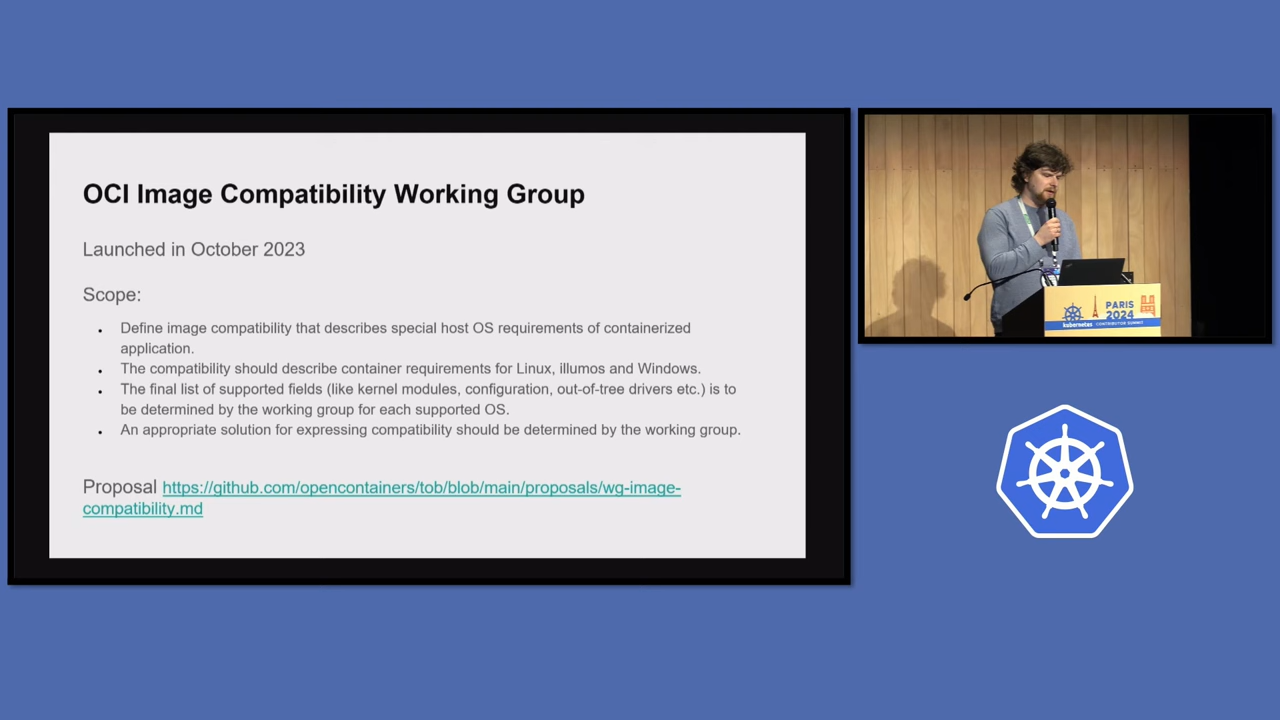 OCI Image Compatibility Working Group
Launched in October 2023
Scope:
• Define image compatibility that describes special host OS requirements of containerized
application.
• The compatibility should describe container requirements for Linux, illumos and Windows.
• The final list of supported fields (like kernel modules, configuration, out-of-tree drivers etc.) is to
be determined by the working group for each supported OS.
• An appropriate solution for expressing compatibility should be determined by the working group.
Proposal https://github.com/opencontainers/tob/blob/main/proposals/wg-image-
compatibility.md
PARIS
2024
kubernetes CONTRIBUTOR SUMMIT